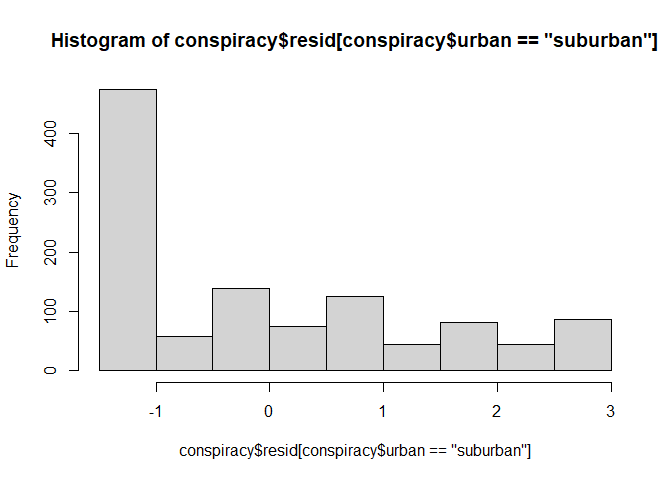 Histogram of conspiracy$resid[conspiracy$urban == "suburban"]
Frequency
400
300
200
100
0
-1 0 1 2 3
conspiracy$resid[conspiracy$urban == "suburban"]